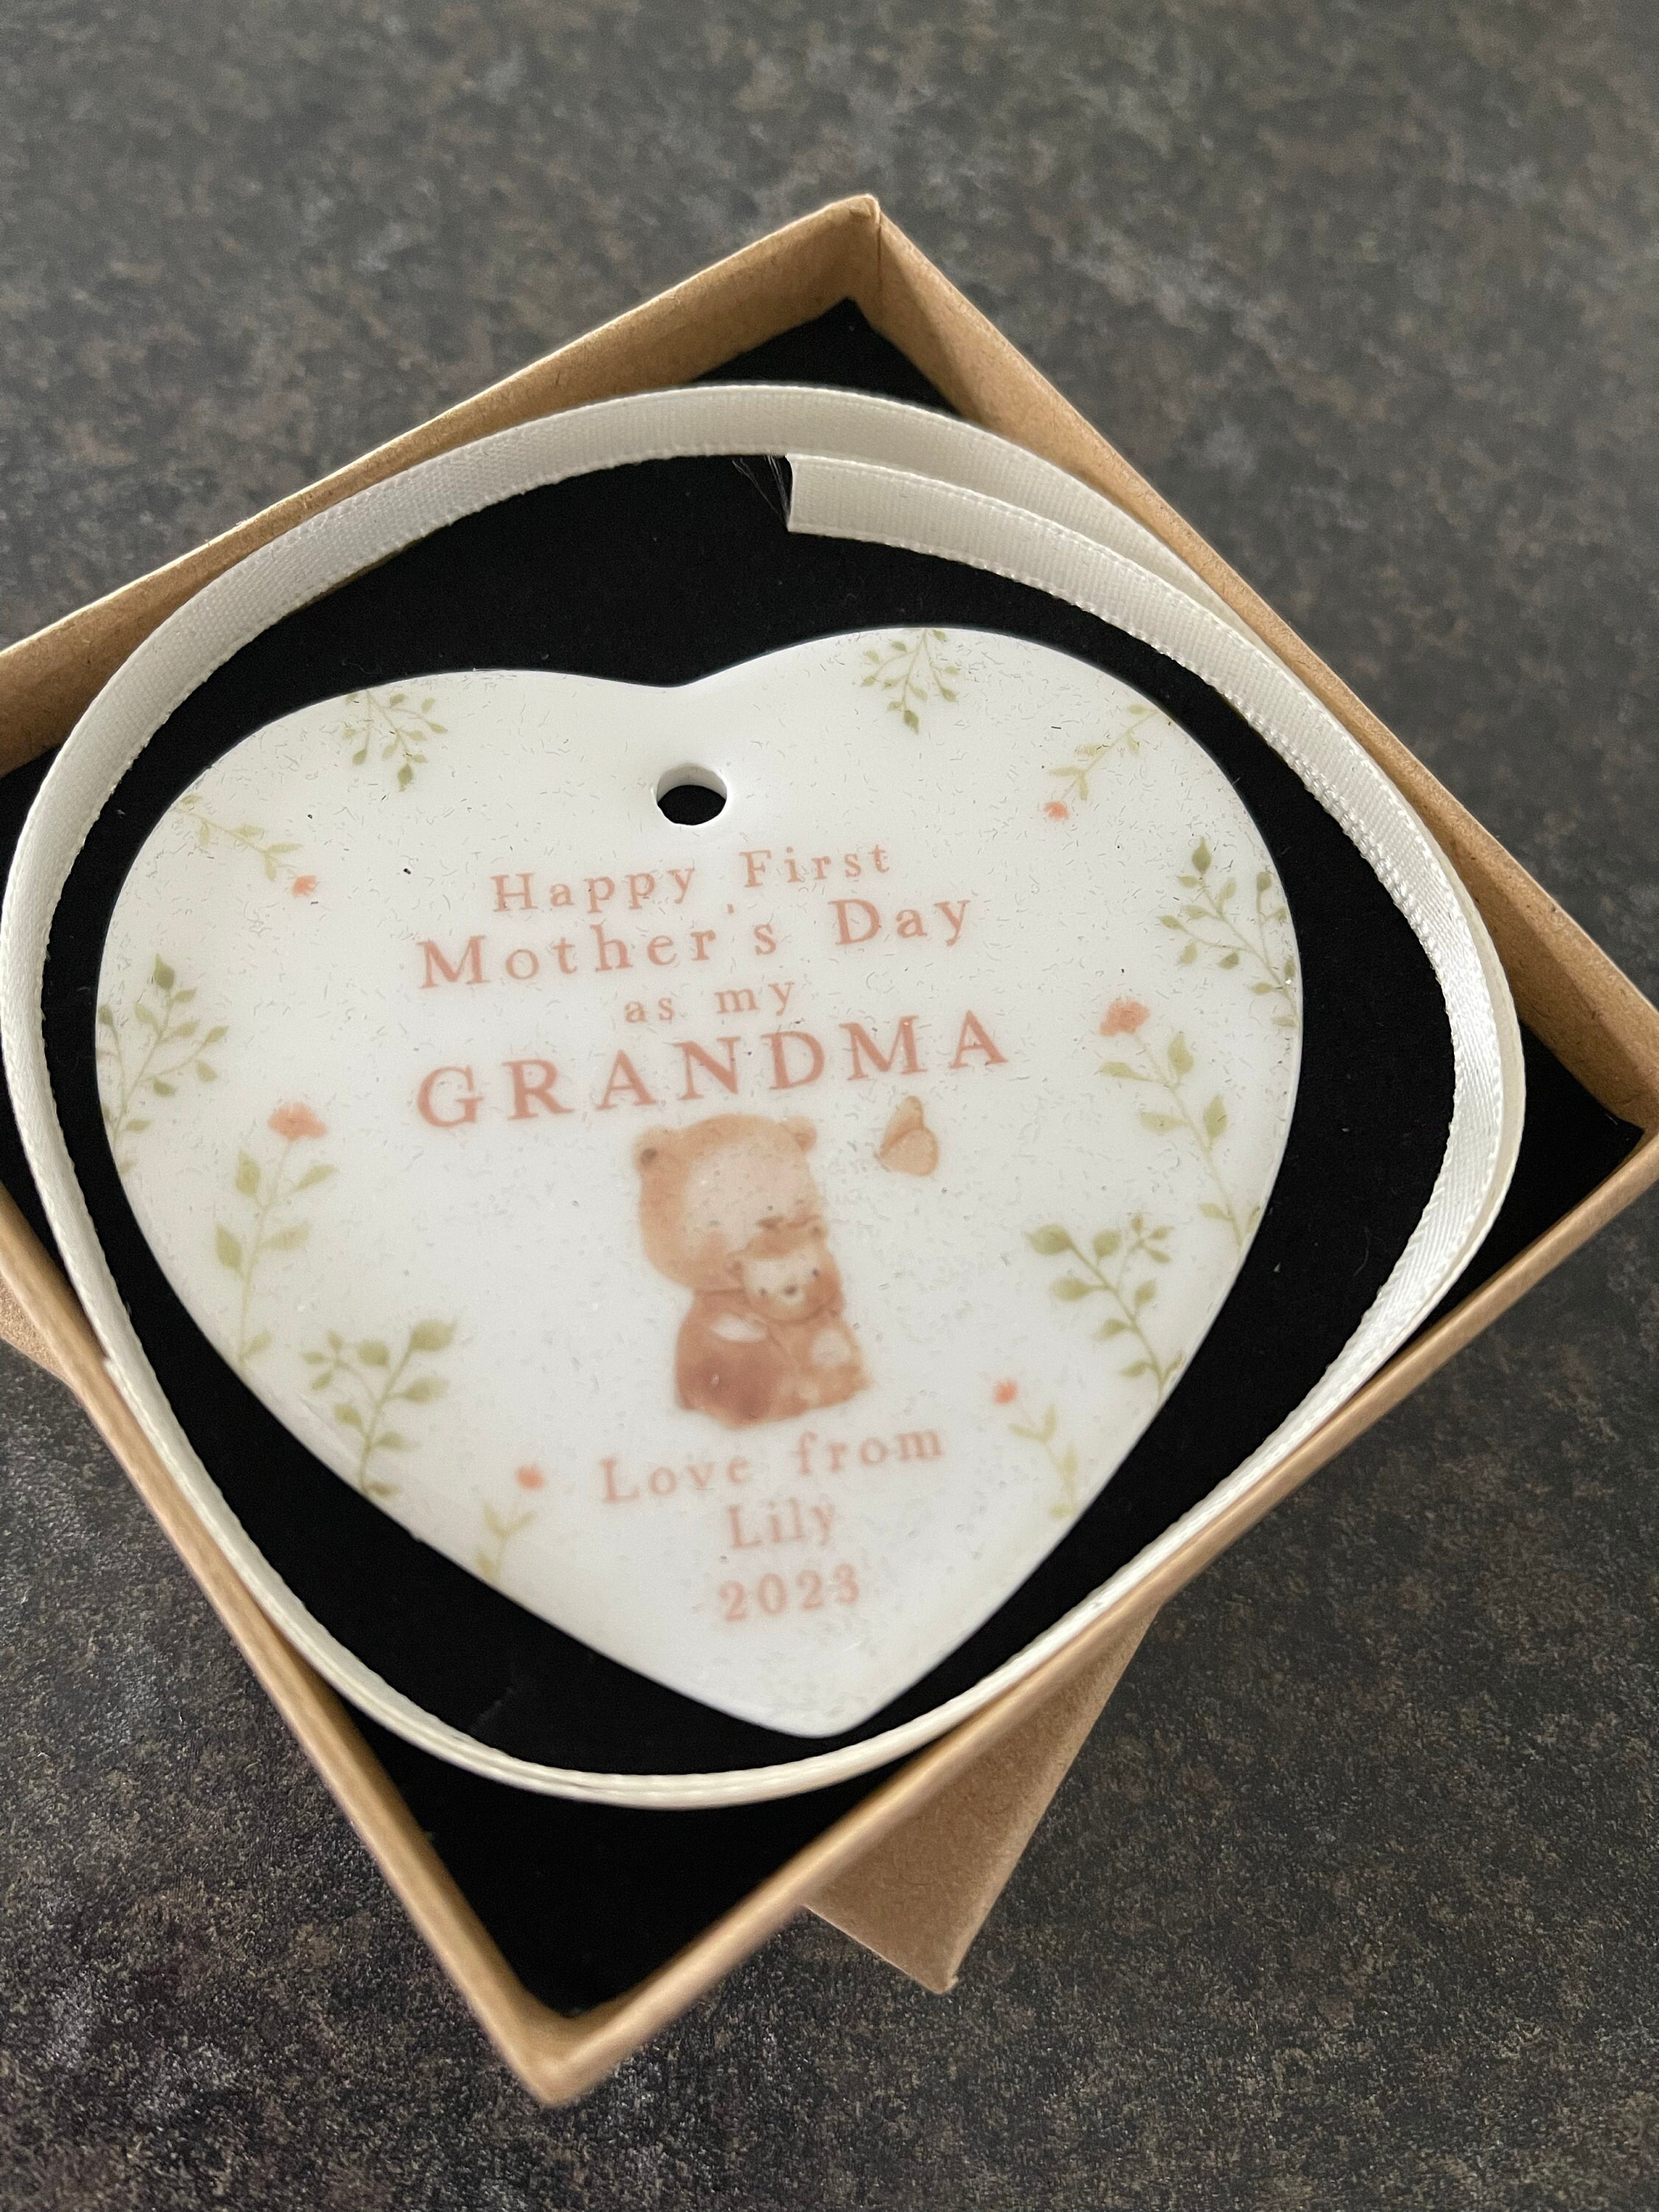 Happy First
Mother's Day
as my
GRANDMA
Love from
Lily
2023